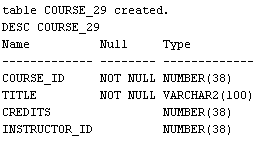 table COURSE_29 created.
DESC COURSE_29
Name          Null     Type
------------- -------- -------------
COURSE_ID     NOT NULL NUMBER(38)
TITLE         NOT NULL VARCHAR2(100)
CREDITS                NUMBER(38)
INSTRUCTOR_ID          NUMBER(38)